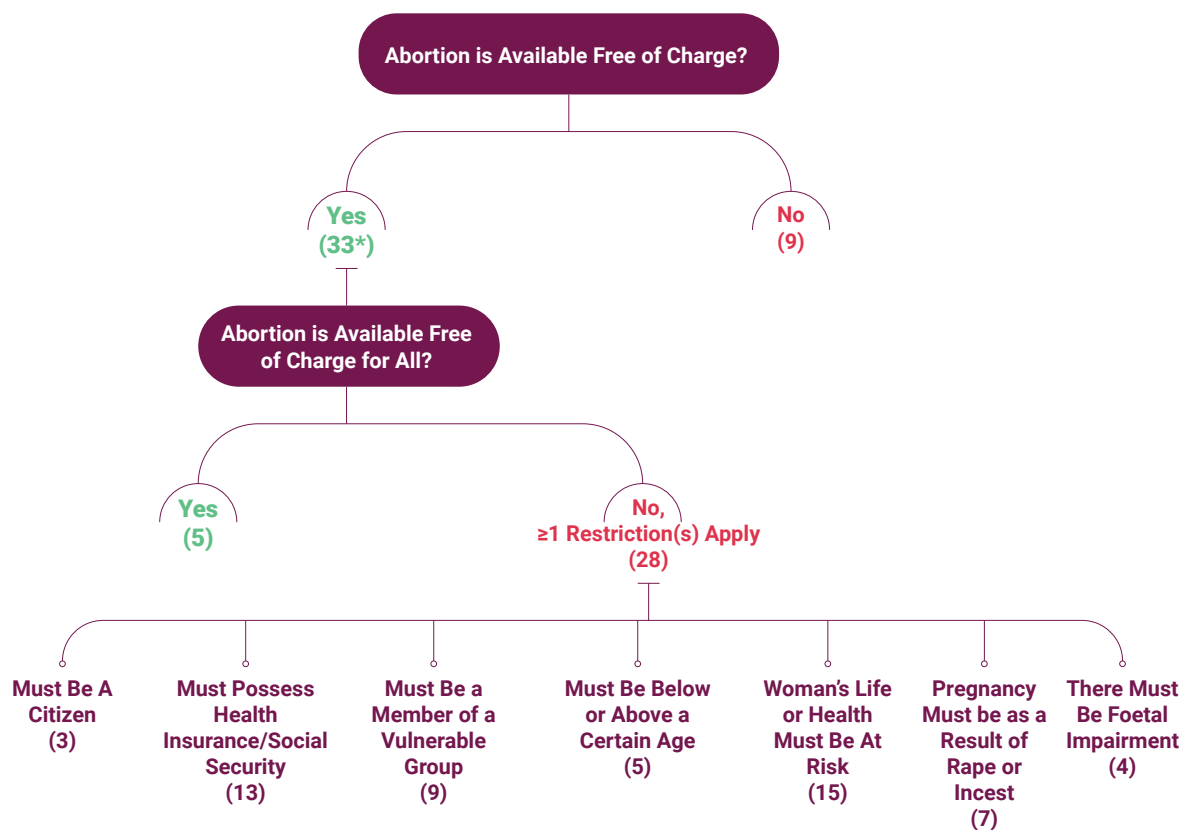 Abortion is Available Free of Charge?
Yes
(33*)
No
(9)
Abortion is Available Free
of Charge for All?
Yes
(5)
No,
≥1 Restriction(s) Apply
(28)
Must Be A
Citizen
(3)
Must Possess
Health
Insurance/Social
Security
(13)
Must Be a
Member of a
Vulnerable
Group
(9)
Must Be Below
or Above a
Certain Age
(5)
Woman's Life
or Health
Must Be At
Risk
(15)
Pregnancy
Must be as a
Result of
Rape or
Incest
(7)
There Must
Be Foetal
Impairment
(4)